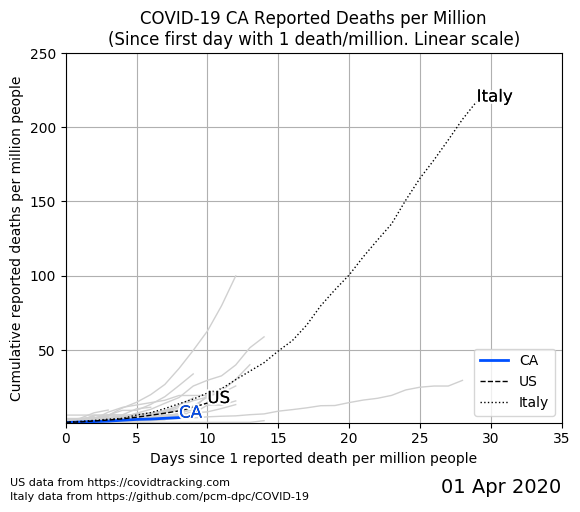 COVID-19 CA Reported Deaths per Million
(Since first day with 1 death/million. Linear scale)
Cumulative reported deaths per million people
250
200
150
100
50
Italy
US
CA
CA
US
Italy
0
5
10
15
20
25
30
35
Days since 1 reported death per million people
US data from https://covidtracking.com
Italy data from https://github.com/pcm-dpc/COVID-19
01 Apr 2020